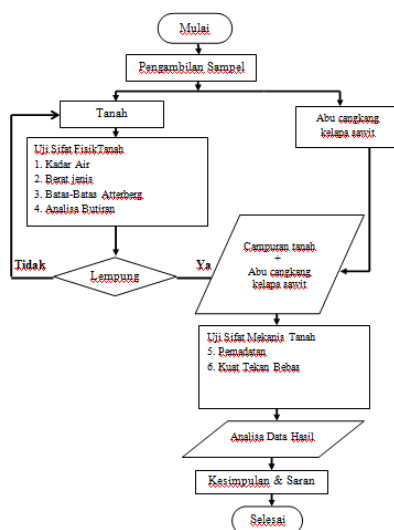 Mulai
Pengambilan Sampel
Tanah
Abu cangkang
kelapa sawit
Uji Sifat FisikTanah
1. Kadar Air
2. Berat jenis
3. Batas-Batas Atterberg
4. Analisa Butiran
Tidak
Lempung
Ya
Campuran tanah
+
Abu cangkang
kelapa sawit
Uji Sifat Mekanis Tanah
5. Pemadatan
6. Kuat Tekan Bebas
Analisa Data Hasil
Kesimpulan & Saran
Selesai